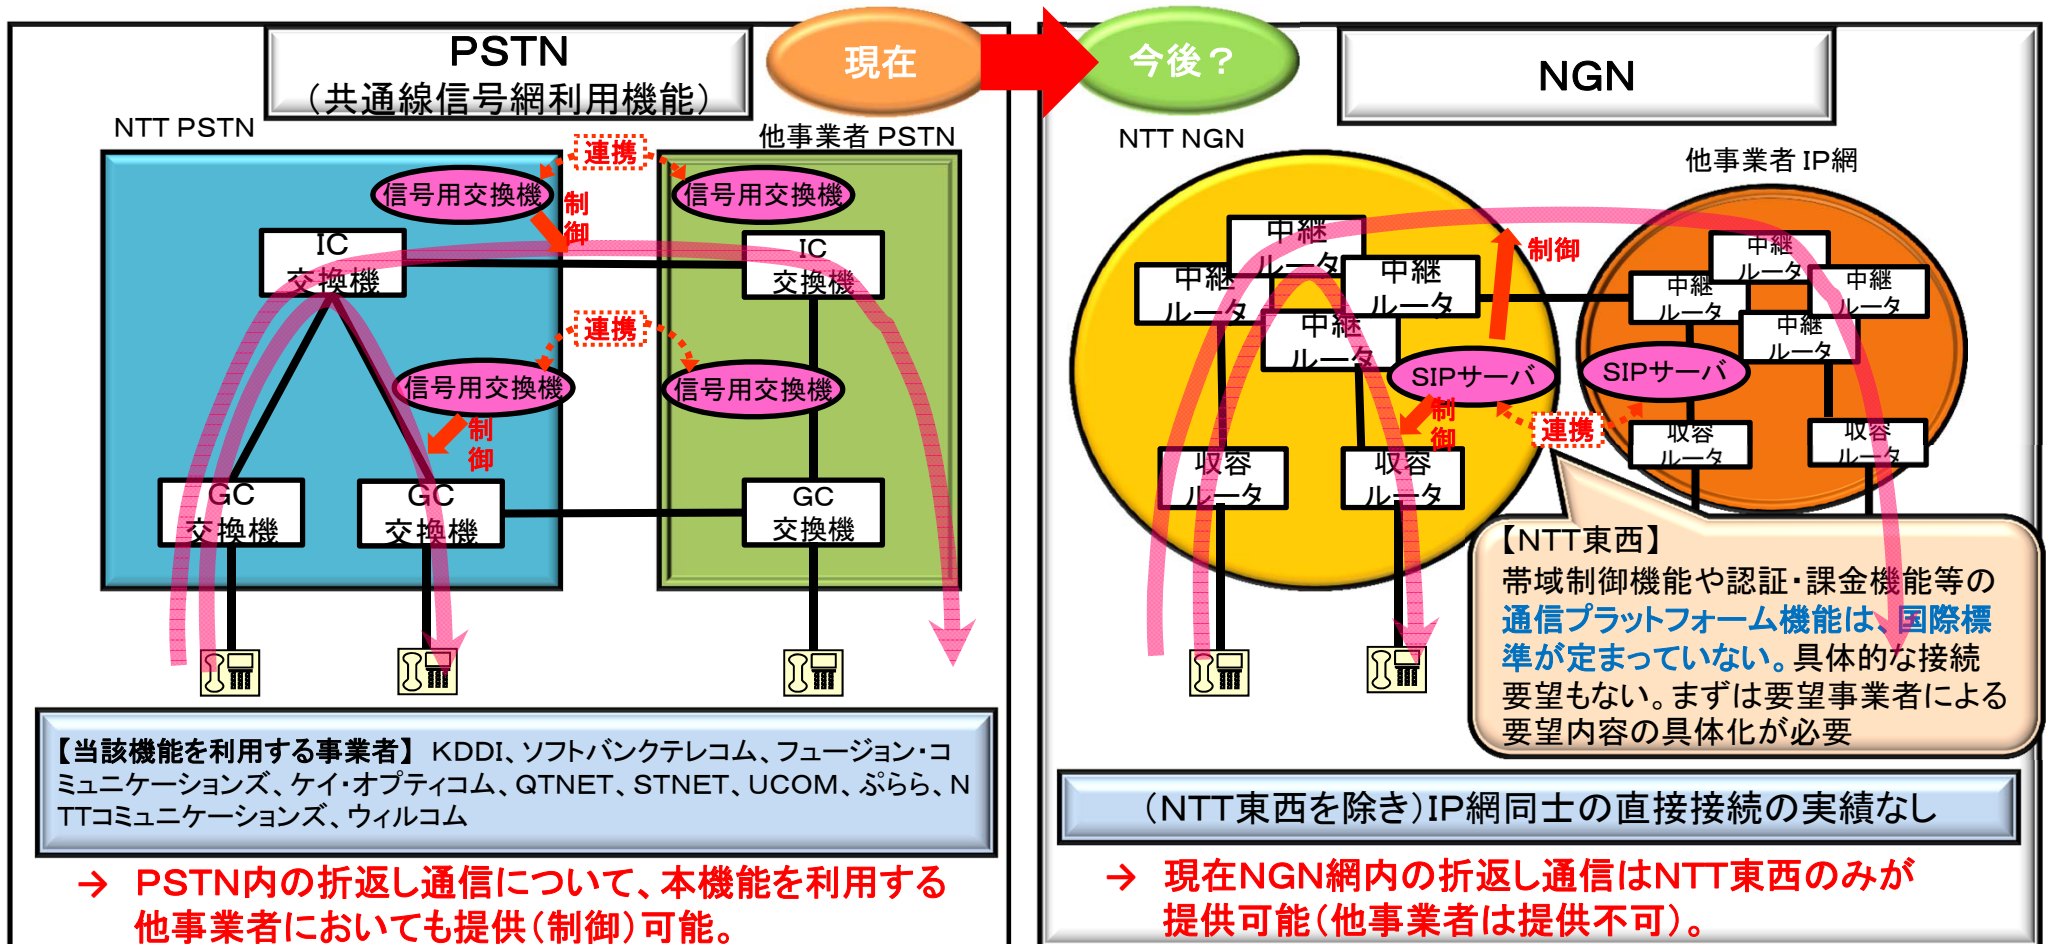 PSTN
（共通線信号網利用機能）
現在
NTT PSTN
他事業者 PSTN
連携
信号用交換機
信号用交換機
制
御
IC
交換機
IC
交換機
連携
信号用交換機
信号用交換機
制
御
GC
交換機
GC
交換機
GC
交換機
【当該機能を利用する事業者】 KDDI、ソフトバンクテレコム、フュージョン・コ
ミュニケーションズ、ケイ・オプティコム、QTNET、STNET、UCOM、ぷらら、N
TTコミュニケーションズ、ウィルコム
→ PSTN内の折返し通信について、本機能を利用する
他事業者においても提供（制御）可能。
今後？
NGN
NTT NGN
他事業者 IP網
中継
ルータ
中継
ルータ
中継
ルータ
中継
ルータ
制御
中継
ルータ
中継
ルータ
中継
ルータ
中継
ルータ
SIPサーバ
SIPサーバ
制
御
連携
収容
ルータ
収容
ルータ
収容
ルータ
収容
ルータ
【NTT東西】
帯域制御機能や認証・課金機能等の
通信プラットフォーム機能は、国際標
準が定まっていない。具体的な接続
要望もない。まずは要望事業者による
要望内容の具体化が必要
（NTT東西を除き）IP網同士の直接接続の実績なし
→ 現在NGN網内の折返し通信はNTT東西のみが
提供可能（他事業者は提供不可）。